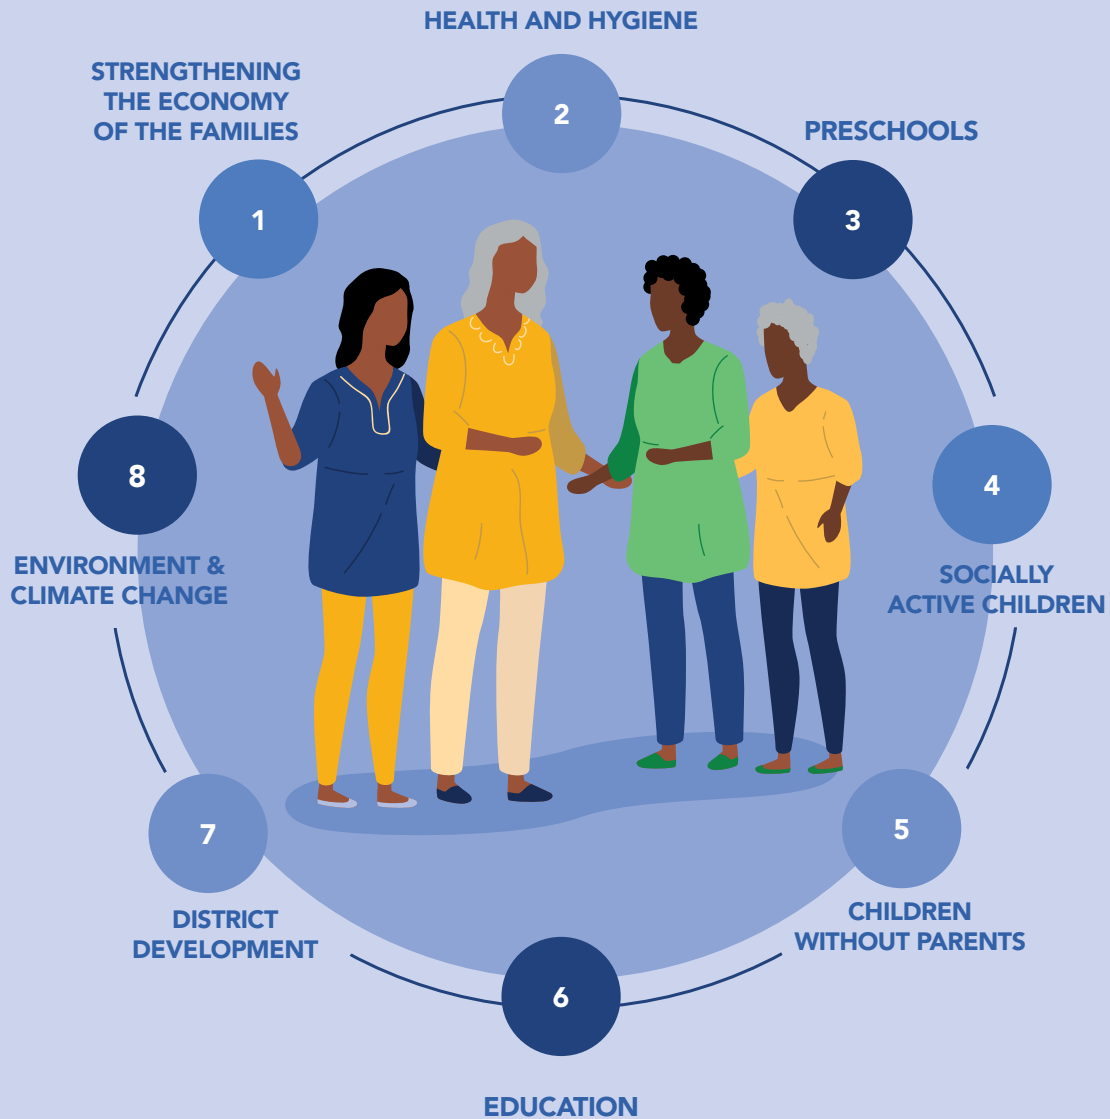 HEALTH AND HYGIENE
2
STRENGTHENING
THE ECONOMY
OF THE FAMILIES
1
PRESCHOOLS
3
8
ENVIRONMENT &
CLIMATE CHANGE
4
SOCIALLY
ACTIVE CHILDREN
7
DISTRICT
DEVELOPMENT
5
CHILDREN
WITHOUT PARENTS
6
EDUCATION